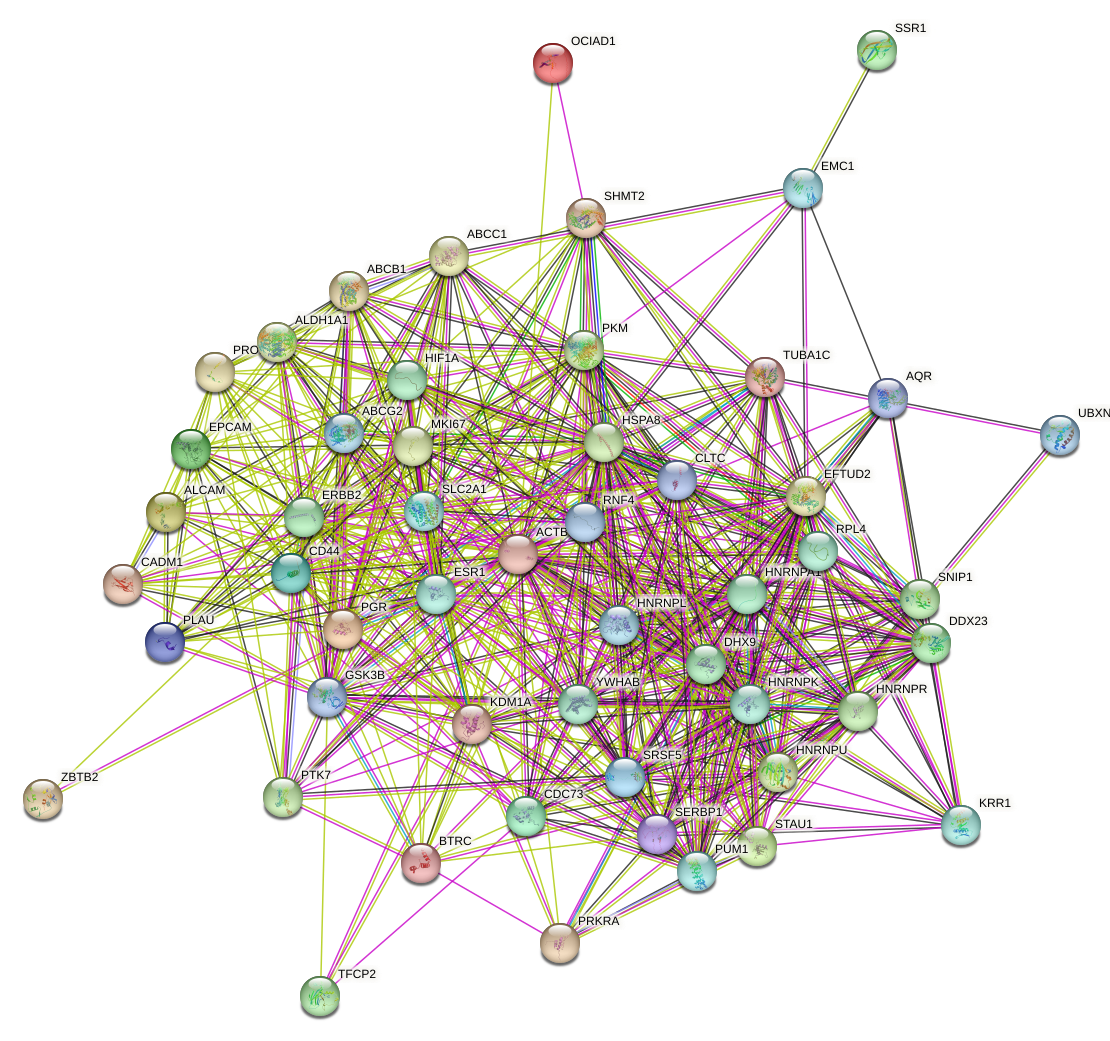 SSR1
OCIAD1
EMC1
SHMT2
ABCC1
ABCB1
ALDH1A1
PKM
PRO
HIF1A
TUBA1C
AQR
ABCG2
UBXN
HSPA8
MKI67
EPCAM
CLTC
EFTUD2
ALCAM
SLC2A1
ERBB2
RNF4
RPL4
ACTB
CD44
CADM1
ESR1
HNRNPA1
SNIP1
HNRNPL
PGR
PLAU
DDX23
DHX9
GSK3B
YWHAB
HNRNPK
HNRNPR
KDM1A
HNRNPU
SRSF5
PTK7
ZBTB2
CDC73
KRR1
SERBP1
STAU1
BTRC
PUM1
PRKRA
TFCP2